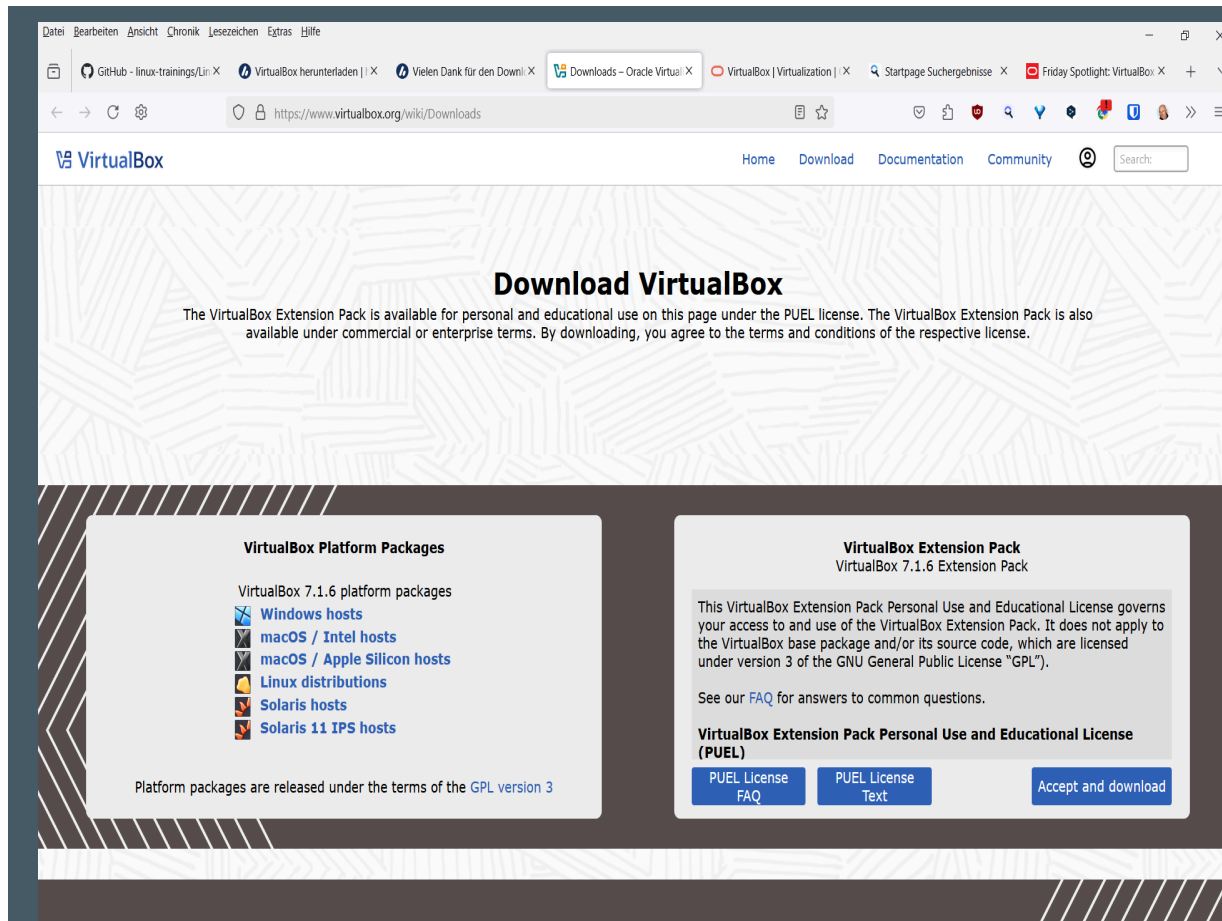 Datei Bearbeiten Ansicht Chronik Lesezeichen Extras Hilfe
GitHub - linux-trainings/Lin
VirtualBox herunterladen |
Vielen Dank für den Downl
Downloads – Oracle Virtual
VirtualBox | Virtualization |
Startpage Suchergebnisse
Friday Spotlight: VirtualBox
https://www.virtualbox.org/wiki/Downloads
VirtualBox
Home Download Documentation Community Search:
Download VirtualBox
The VirtualBox Extension Pack is available for personal and educational use on this page under the PUEL license. The VirtualBox Extension Pack is also
available under commercial or enterprise terms. By downloading, you agree to the terms and conditions of the respective license.
VirtualBox Platform Packages
VirtualBox 7.1.6 platform packages
Windows hosts
macOS / Intel hosts
macOS / Apple Silicon hosts
Linux distributions
Solaris hosts
Solaris 11 IPS hosts
Platform packages are released under the terms of the GPL version 3
VirtualBox Extension Pack
VirtualBox 7.1.6 Extension Pack
This VirtualBox Extension Pack Personal Use and Educational License governs
your access to and use of the VirtualBox Extension Pack. It does not apply to
the VirtualBox base package and/or its source code, which are licensed
under version 3 of the GNU General Public License “GPL”).
See our FAQ for answers to common questions.
VirtualBox Extension Pack Personal Use and Educational License
(PUEL)
PUEL License
FAQ
PUEL License
Text
Accept and download